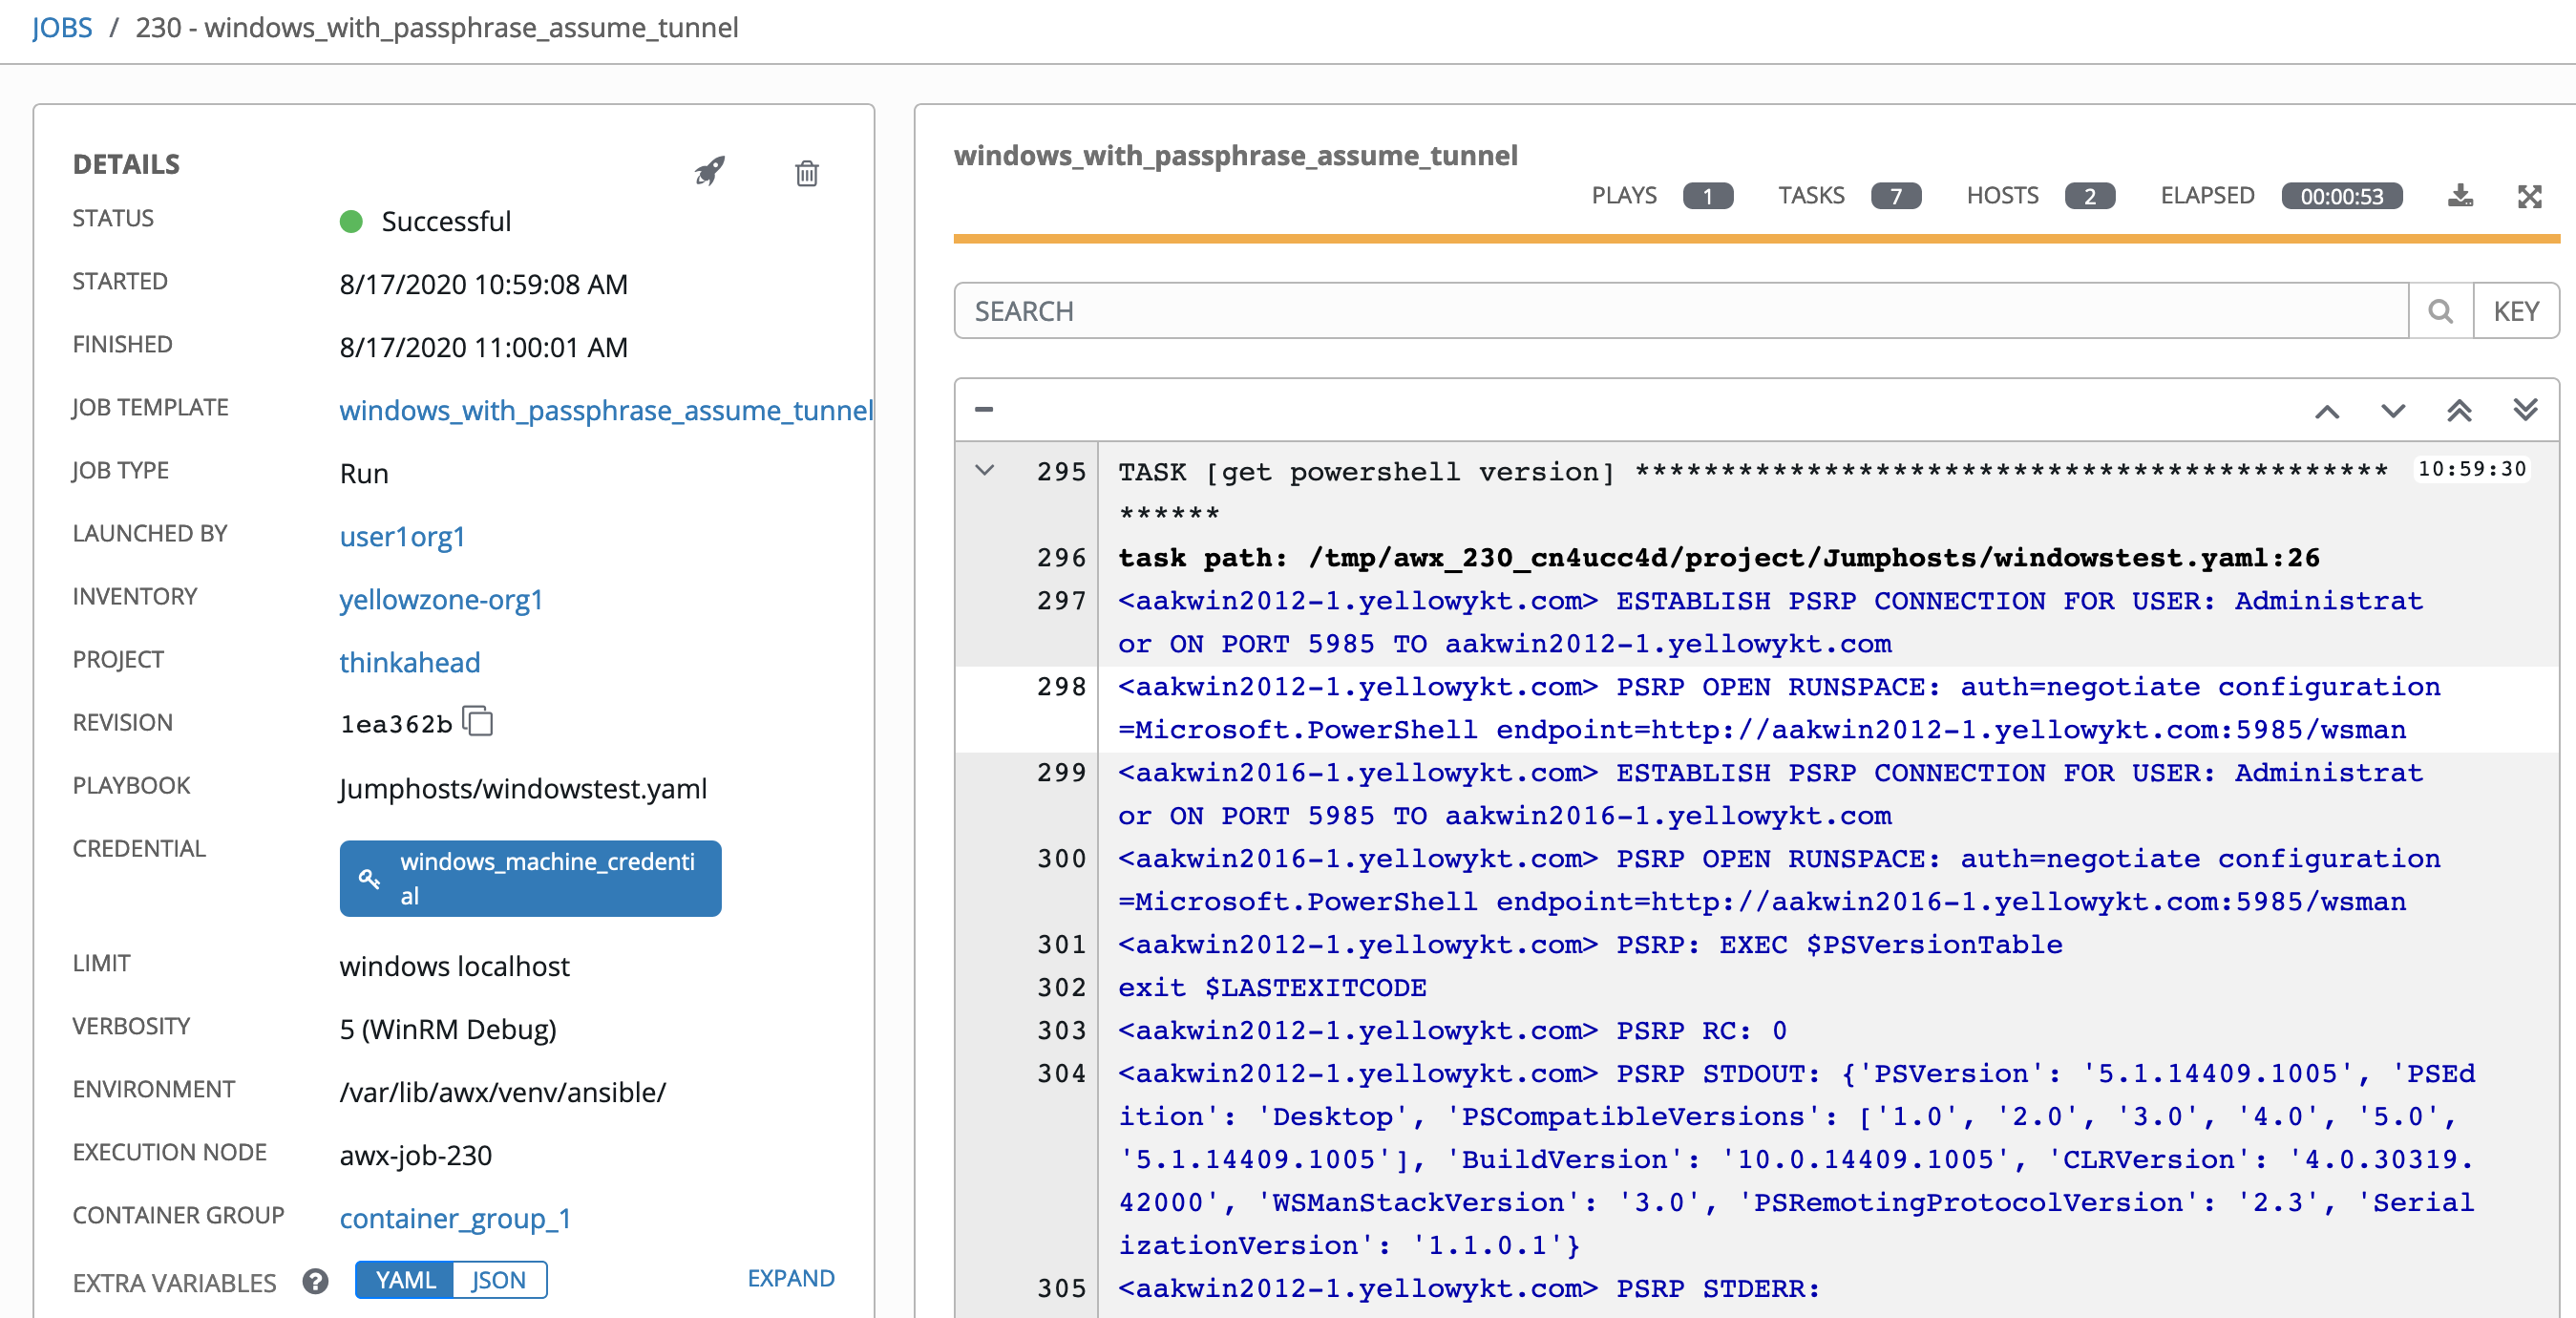 JOBS / 230 - windows_with_passphrase_assume_tunnel
DETAILS
STATUS Successful
STARTED 8/17/2020 10:59:08 AM
FINISHED 8/17/2020 11:00:01 AM
JOB TEMPLATE windows_with_passphrase_assume_tunnel
JOB TYPE Run
LAUNCHED BY user1org1
INVENTORY yellowzone-org1
PROJECT thinkahead
REVISION 1ea362b
PLAYBOOK Jumphosts/windowstest.yaml
CREDENTIAL windows_machine_credenti
al
LIMIT windows localhost
VERBOSITY 5 (WinRM Debug)
ENVIRONMENT /var/lib/awx/venv/ansible/
EXECUTION NODE awx-job-230
CONTAINER GROUP container_group_1
EXTRA VARIABLES ? YAML JSON EXPAND
windows_with_passphrase_assume_tunnel
PLAYS 1 TASKS 7 HOSTS 2 ELAPSED 00:00:53
SEARCH KEY
295 TASK [get powershell version] ******************************************** 10:59:30
******
296 task path: /tmp/awx_230_cn4ucc4d/project/Jumphosts/windowstest.yaml:26
297 <aakwin2012-1.yellowykt.com> ESTABLISH PSRP CONNECTION FOR USER: Administrat
or ON PORT 5985 TO aakwin2012-1.yellowykt.com
298 <aakwin2012-1.yellowykt.com> PSRP OPEN RUNSPACE: auth=negotiate configuration
=Microsoft.PowerShell endpoint=http://aakwin2012-1.yellowykt.com:5985/wsman
299 <aakwin2016-1.yellowykt.com> ESTABLISH PSRP CONNECTION FOR USER: Administrat
or ON PORT 5985 TO aakwin2016-1.yellowykt.com
300 <aakwin2016-1.yellowykt.com> PSRP OPEN RUNSPACE: auth=negotiate configuration
=Microsoft.PowerShell endpoint=http://aakwin2016-1.yellowykt.com:5985/wsman
301 <aakwin2012-1.yellowykt.com> PSRP: EXEC $PSVersionTable
302 exit $LASTEXITCODE
303 <aakwin2012-1.yellowykt.com> PSRP RC: 0
304 <aakwin2012-1.yellowykt.com> PSRP STDOUT: {'PSVersion': '5.1.14409.1005', 'PSEd
ition': 'Desktop', 'PSCompatibleVersions': ['1.0', '2.0', '3.0', '4.0', '5.0',
'5.1.14409.1005'], 'BuildVersion': '10.0.14409.1005', 'CLRVersion': '4.0.30319.
42000', 'WSManStackVersion': '3.0', 'PSRemotingProtocolVersion': '2.3', 'Serial
izationVersion': '1.1.0.1'}
305 <aakwin2012-1.yellowykt.com> PSRP STDERR: